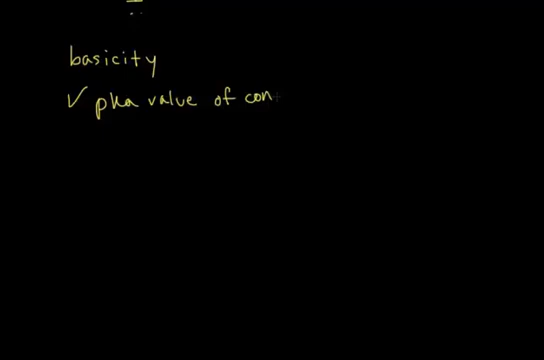 basicity
✓ pka value of con